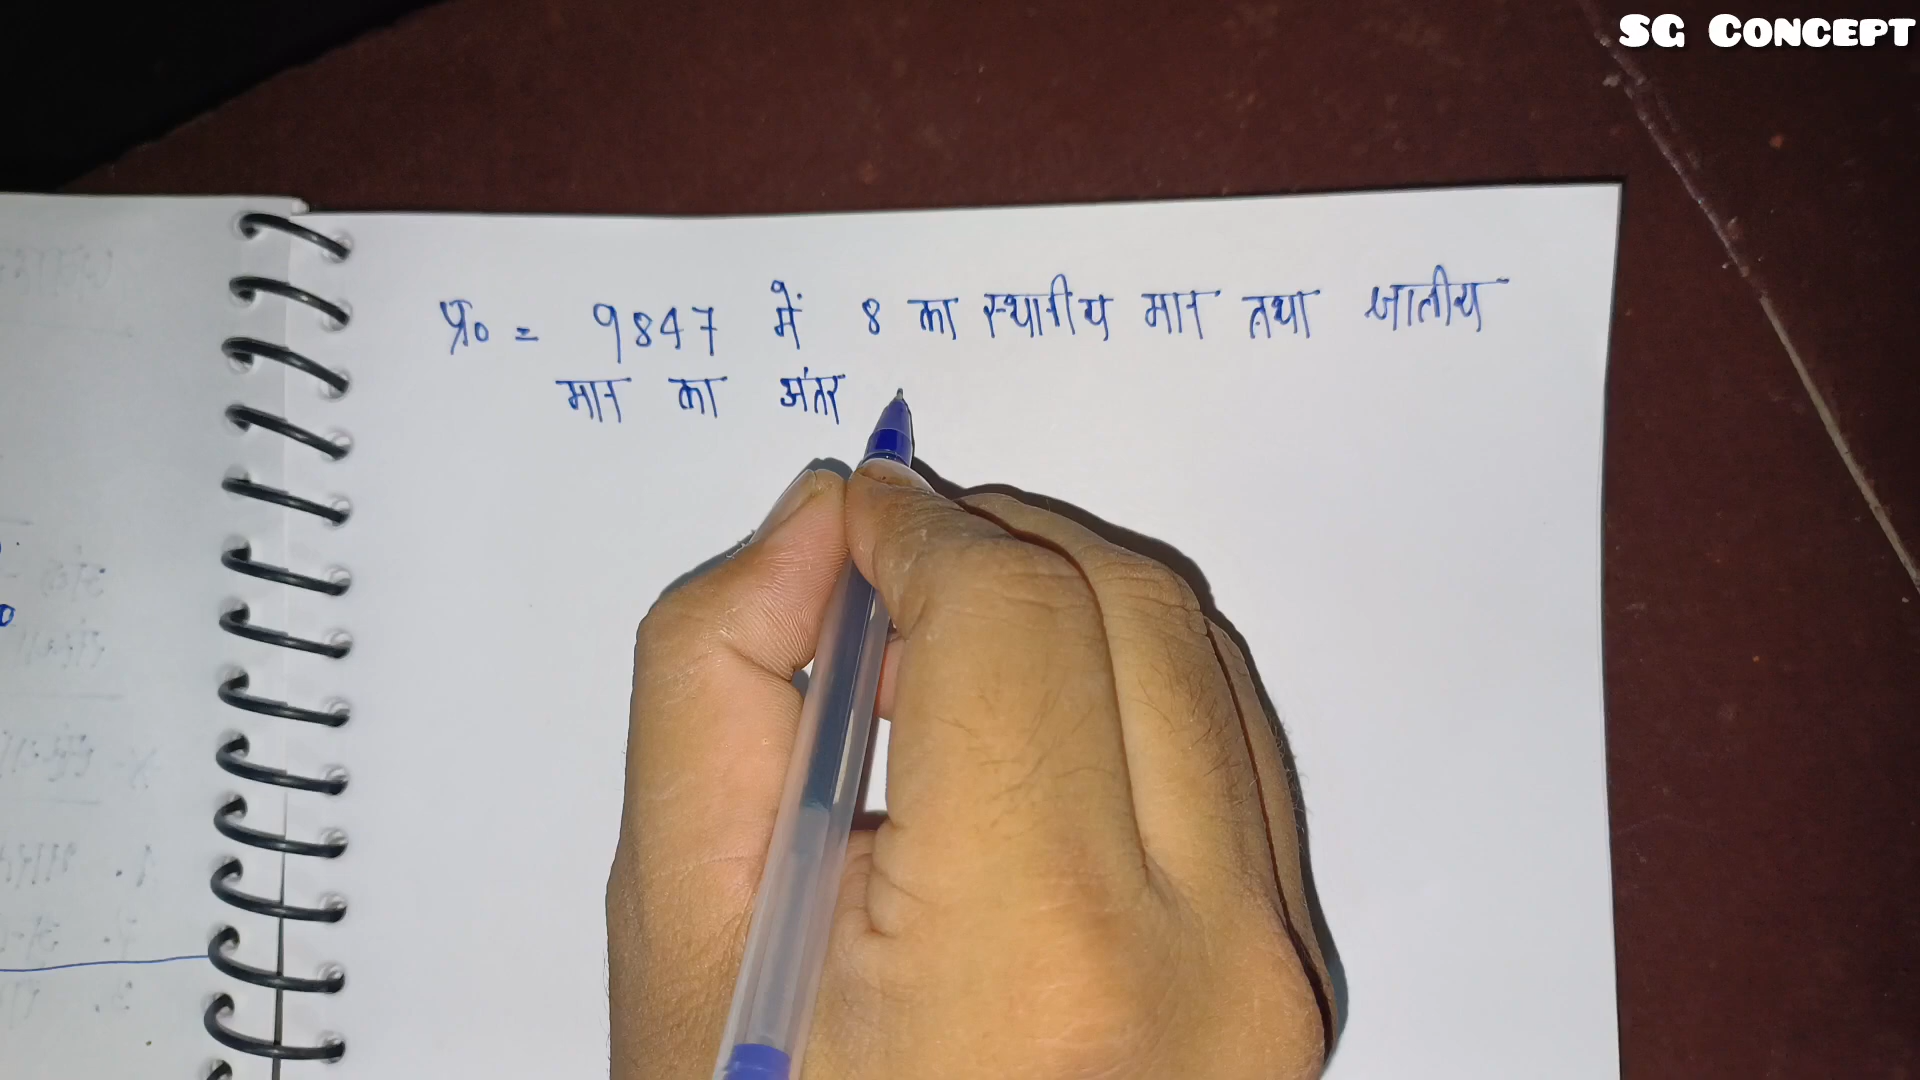 SG CONCEPT
प्र० = 9847 में 8 का स्थानीय मान तथा जातीय
मान का अंतर